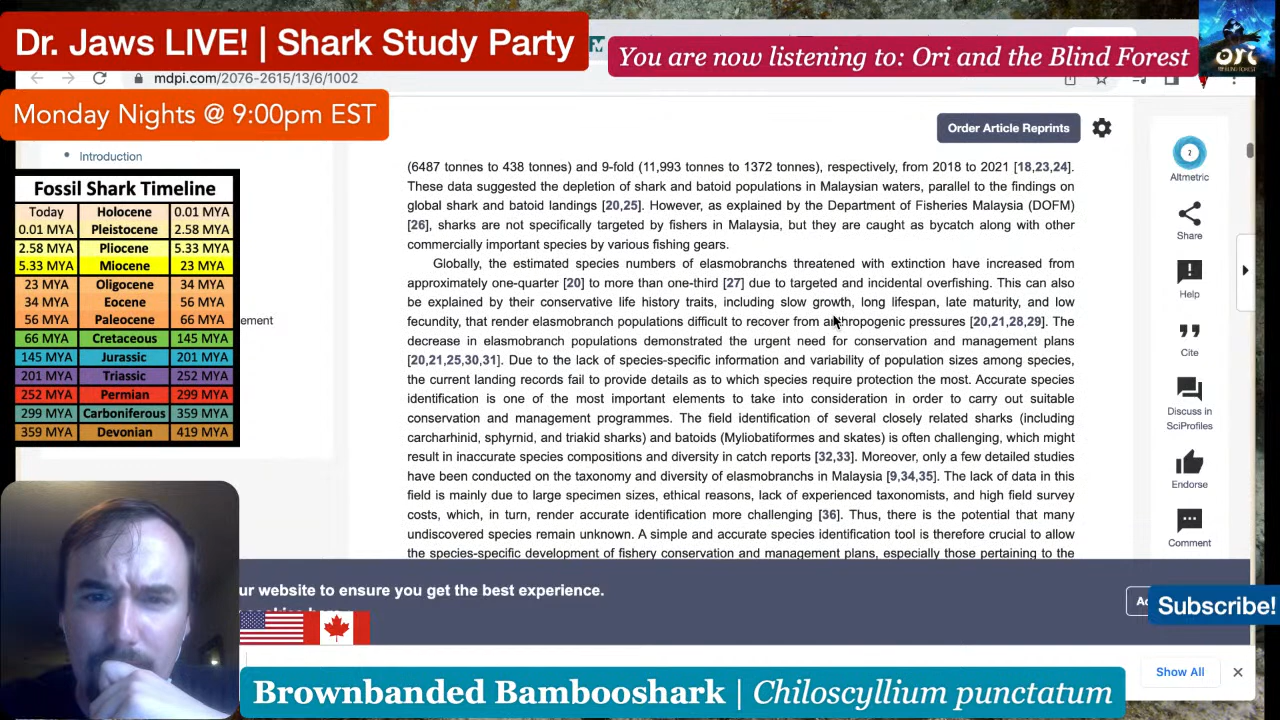 Dr. Jaws LIVE! | Shark Study Party
You are now listening to: Ori and the Blind Forest
ori
mdpi.com/2076-2615/13/6/1002
Monday Nights @ 9:00pm EST
Order Article Reprints
Introduction
Fossil Shark Timeline
Today Holocene 0.01 MYA
0.01 MYA Pleistocene 2.58 MYA
2.58 MYA Pliocene 5.33 MYA
5.33 MYA Miocene 23 MYA
23 MYA Oligocene 34 MYA
34 MYA Eocene 56 MYA
56 MYA Paleocene 66 MYA
66 MYA Cretaceous 145 MYA
145 MYA Jurassic 201 MYA
201 MYA Triassic 252 MYA
252 MYA Permian 299 MYA
299 MYA Carboniferous 359 MYA
359 MYA Devonian 419 MYA
ement
(6487 tonnes to 438 tonnes) and 9-fold (11,993 tonnes to 1372 tonnes), respectively, from 2018 to 2021 [18,23,24].
These data suggested the depletion of shark and batoid populations in Malaysian waters, parallel to the findings on
global shark and batoid landings [20,25]. However, as explained by the Department of Fisheries Malaysia (DOFM)
[26], sharks are not specifically targeted by fishers in Malaysia, but they are caught as bycatch along with other
commercially important species by various fishing gears.
Globally, the estimated species numbers of elasmobranchs threatened with extinction have increased from
approximately one-quarter [20] to more than one-third [27] due to targeted and incidental overfishing. This can also
be explained by their conservative life history traits, including slow growth, long lifespan, late maturity, and low
fecundity, that render elasmobranch populations difficult to recover from anthropogenic pressures [20,21,28,29]. The
decrease in elasmobranch populations demonstrated the urgent need for conservation and management plans
[20,21,25,30,31]. Due to the lack of species-specific information and variability of population sizes among species,
the current landing records fail to provide details as to which species require protection the most. Accurate species
identification is one of the most important elements to take into consideration in order to carry out suitable
conservation and management programmes. The field identification of several closely related sharks (including
carcharhinid, sphyrnid, and triakid sharks) and batoids (Myliobatiformes and skates) is often challenging, which might
result in inaccurate species compositions and diversity in catch reports [32,33]. Moreover, only a few detailed studies
have been conducted on the taxonomy and diversity of elasmobranchs in Malaysia [9,34,35]. The lack of data in this
field is mainly due to large specimen sizes, ethical reasons, lack of experienced taxonomists, and high field survey
costs, which, in turn, render accurate identification more challenging [36]. Thus, there is the potential that many
undiscovered species remain unknown. A simple and accurate species identification tool is therefore crucial to allow
the species-specific development of fishery conservation and management plans, especially those pertaining to the
2
Altmetric
Share
Help
Cite
Discuss in
SciProfiles
Endorse
Comment
ur website to ensure you get the best experience.
Subscribe!
Show All
Brownbanded Bambooshark | Chiloscyllium punctatum